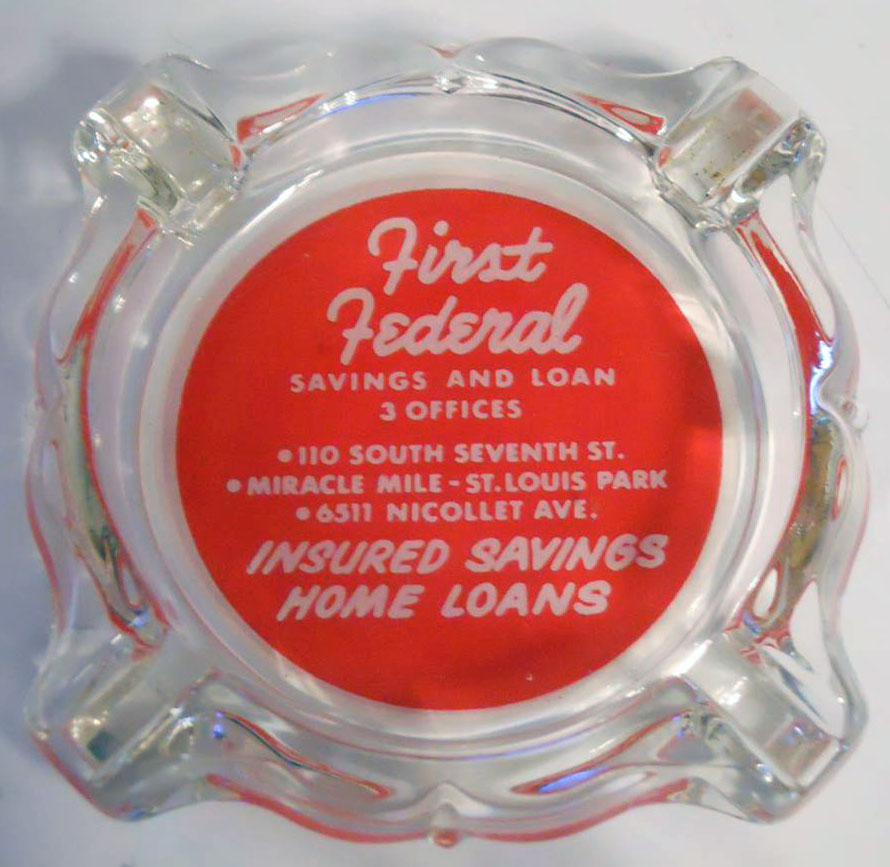 First
Federal
SAVINGS AND LOAN
3 OFFICES
•110 SOUTH SEVENTH ST.
•MIRACLE MILE - ST. LOUIS PARK
•6511 NICOLLET AVE.
INSURED SAVINGS
HOME LOANS